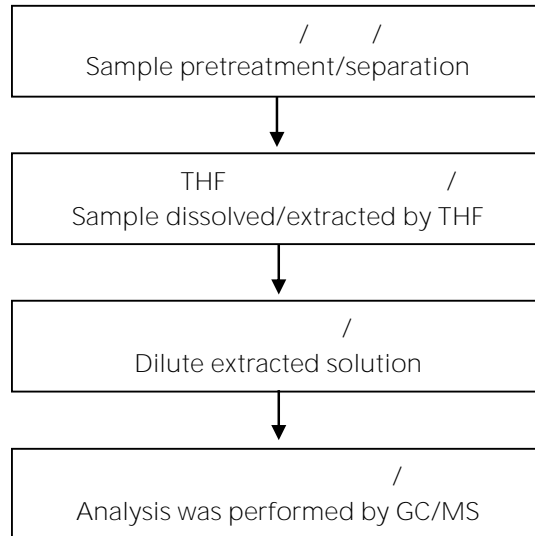 / /
Sample pretreatment/separation
THF /
Sample dissolved/extracted by THF
/
Dilute extracted solution
/
Analysis was performed by GC/MS